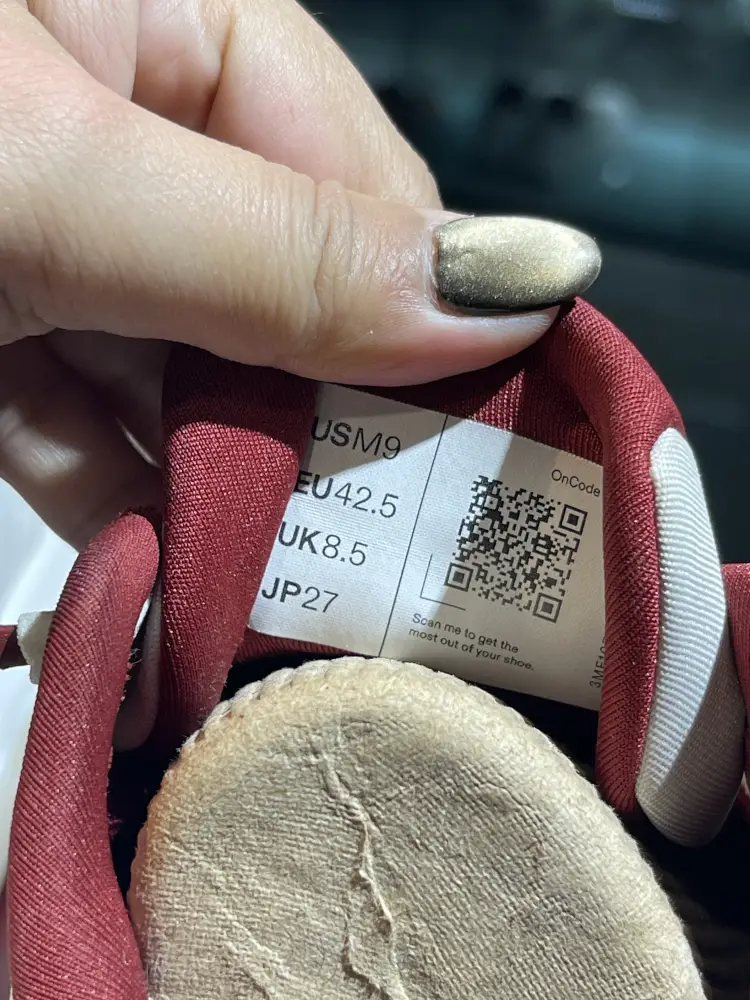 USM9
EU42.5
UK8.5
JP27
OnCode
Scan me to get the
most out of your shoe.